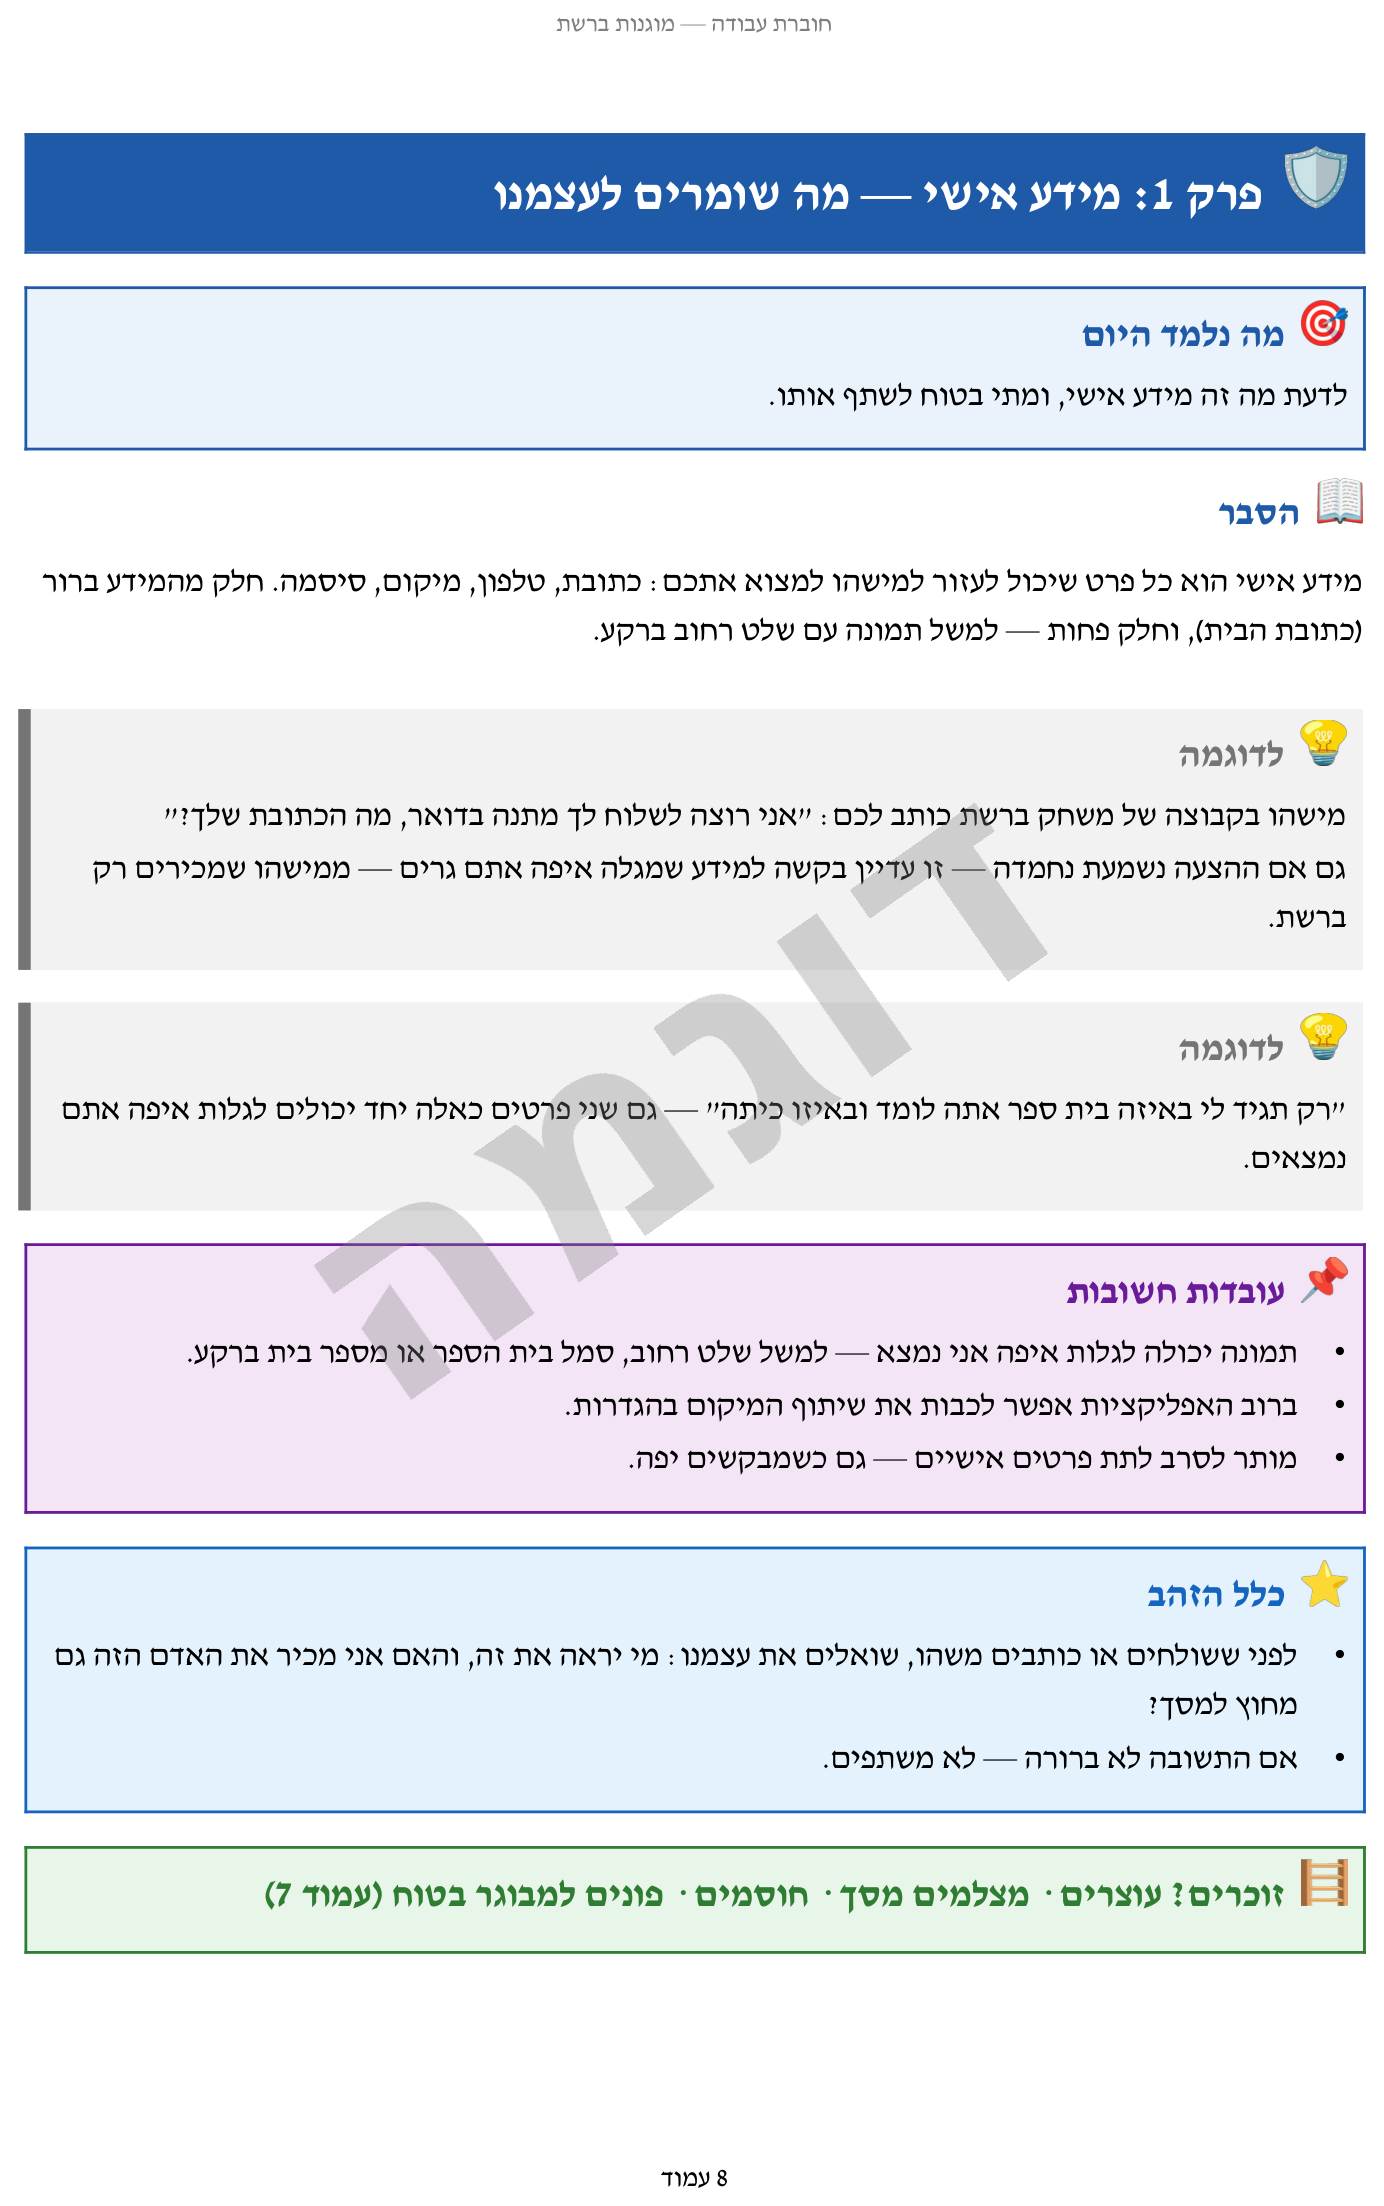 חוברת עבודה — מוגנות ברשת
פרק 1: מידע אישי — מה שומרים לעצמנו
מה נלמד היום
לדעת מה זה מידע אישי, ומתי בטוח לשתף אותו.
הסבר
מידע אישי הוא כל פרט שיכול לעזור למישהו למצוא אתכם: כתובת, טלפון, מיקום, סיסמה. חלק מהמידע ברור
(כתובת הבית), וחלק פחות — למשל תמונה עם שלט רחוב ברקע.
לדוגמה
מישהו בקבוצה של משחק ברשת כותב לכם: "אני רוצה לשלוח לך מתנה בדואר, מה הכתובת שלך?"
גם אם ההצעה נשמעת נחמדה — זו עדיין בקשה למידע שמגלה איפה אתם גרים — ממישהו שמכירים רק
ברשת.
לדוגמה
"רק תגיד לי באיזה בית ספר אתה לומד ובאיזו כיתה" — גם שני פרטים כאלה יחד יכולים לגלות איפה אתם
נמצאים.
עובדות חשובות
• תמונה יכולה לגלות איפה אני נמצא — למשל שלט רחוב, סמל בית הספר או מספר בית ברקע.
• ברוב האפליקציות אפשר לכבות את שיתוף המיקום בהגדרות.
• מותר לסרב לתת פרטים אישיים — גם כשמבקשים יפה.
כלל הזהב
• לפני ששולחים או כותבים משהו, שואלים את עצמנו: מי יראה את זה, והאם אני מכיר את האדם הזה גם
מחוץ למסך?
• אם התשובה לא ברורה — לא משתפים.
זוכרים? עוצרים · מצלמים מסך · חוסמים · פונים למבוגר בטוח (עמוד 7)
8 עמוד
דוגמה